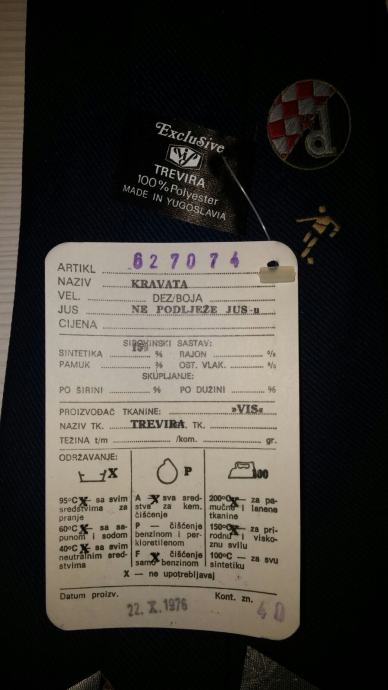 Exclusive
TREVIRA
100% Polyester
MADE IN YUGOSLAVIA
d
ARTIKL 627074
NAZIV KRAVATA
VEL. DEZ/BOJA
JUS NE PODLJEŽE JUS-u
CIJENA
SIROVINSKI SASTAV:
SINTETIKA 100 % RAJON %
PAMUK % OST. VLAK. %
SKUPLJANJE:
PO ŠIRINI % PO DUŽINI %
PROIZVOĐAČ TKANINE: »VIS«
NAZIV TK. TREVIRA TK.
TEŽINA t/m /kom. gr.
ODRŽAVANJE:
X P 100
95°C X — sa svim sredstvima za pranje
60°C X — sa sapunom i sodom
40°C X — sa svim neutralnim sredstvima
A X sva sredstva za kem. čišćenje
P — čišćenje benzinom i perkloretilenom
F X čišćenje samo benzinom
200°C X — za pamučne i lanene tkanine
150°C X — za prirodnu i viskoznu svilu
100°C — za svu sintetiku
X — ne upotrebljavaj
Datum proizv. Kont. zn.
22. X. 1976 40